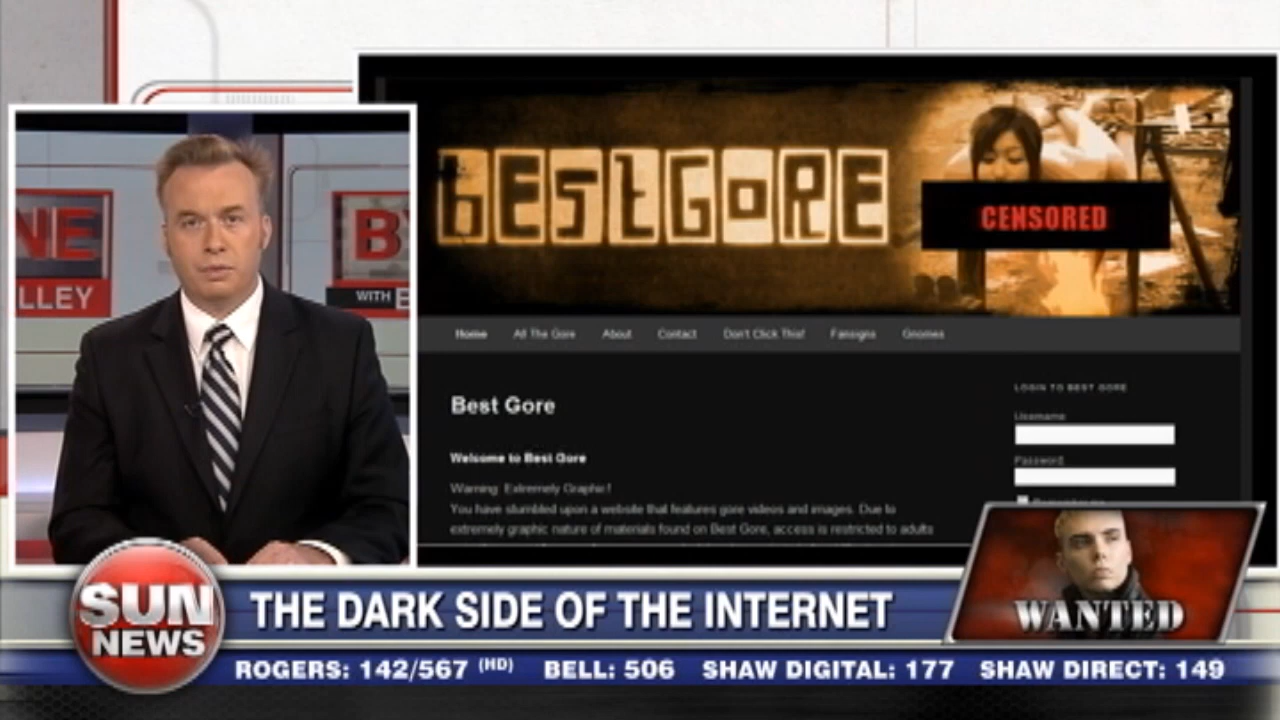 NE
LLEY
B
WITH
bESTGORE
CENSORED
Home All The Gore About Contact Don't Click This! Fansigns Gnomes
Best Gore
Welcome to Best Gore
Warning: Extremely Graphic!
You have stumbled upon a website that features gore videos and images. Due to
extremely graphic nature of materials found on Best Gore, access is restricted to adults
LOGIN TO BEST GORE
Username
Password
Remember me
WANTED
SUN
NEWS
THE DARK SIDE OF THE INTERNET
ROGERS: 142/567 (HD) BELL: 506 SHAW DIGITAL: 177 SHAW DIRECT: 149